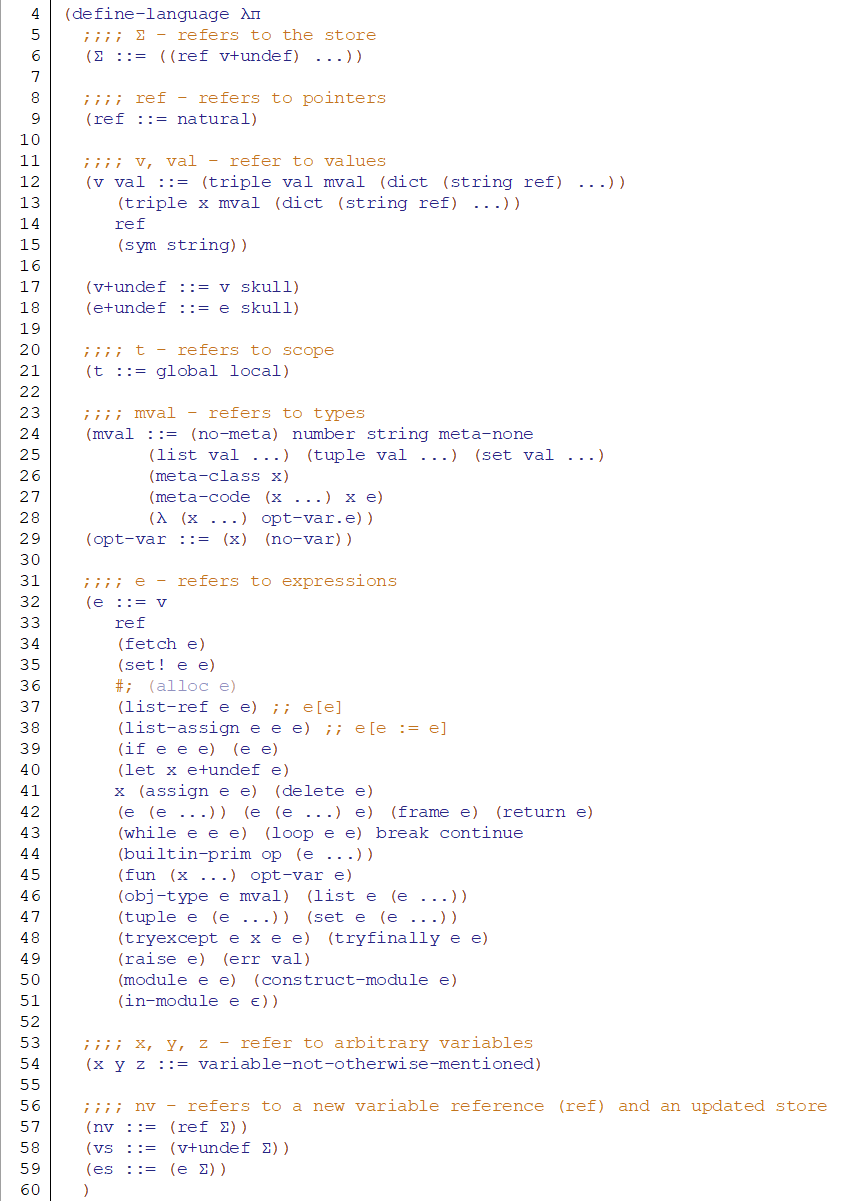 4 (define-language λπ
5   ;;;; Σ - refers to the store
6   (Σ ::= ((ref v+undef) ...))
7
8   ;;;; ref - refers to pointers
9   (ref ::= natural)
10
11   ;;;; v, val - refer to values
12   (v val ::= (triple val mval (dict (string ref) ...))
13      (triple x mval (dict (string ref) ...))
14      ref
15      (sym string))
16
17   (v+undef ::= v skull)
18   (e+undef ::= e skull)
19
20   ;;;; t - refers to scope
21   (t ::= global local)
22
23   ;;;; mval - refers to types
24   (mval ::= (no-meta) number string meta-none
25         (list val ...) (tuple val ...) (set val ...)
26         (meta-class x)
27         (meta-code (x ...) x e)
28         (λ (x ...) opt-var.e))
29   (opt-var ::= (x) (no-var))
30
31   ;;;; e - refers to expressions
32   (e ::= v
33      ref
34      (fetch e)
35      (set! e e)
36      #; (alloc e)
37      (list-ref e e) ;; e[e]
38      (list-assign e e e) ;; e[e := e]
39      (if e e e) (e e)
40      (let x e+undef e)
41      x (assign e e) (delete e)
42      (e (e ...)) (e (e ...) e) (frame e) (return e)
43      (while e e e) (loop e e) break continue
44      (builtin-prim op (e ...))
45      (fun (x ...) opt-var e)
46      (obj-type e mval) (list e (e ...))
47      (tuple e (e ...)) (set e (e ...))
48      (tryexcept e x e e) (tryfinally e e)
49      (raise e) (err val)
50      (module e e) (construct-module e)
51      (in-module e ϵ))
52
53   ;;;; x, y, z - refer to arbitrary variables
54   (x y z ::= variable-not-otherwise-mentioned)
55
56   ;;;; nv - refers to a new variable reference (ref) and an updated store
57   (nv ::= (ref Σ))
58   (vs ::= (v+undef Σ))
59   (es ::= (e Σ))
60   )